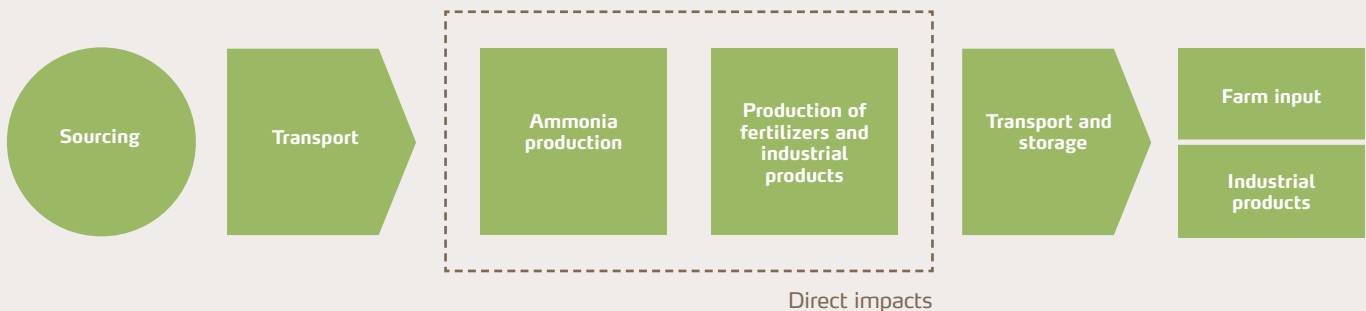 Sourcing
Transport
Ammonia
production
Production of
fertilizers and
industrial
products
Transport and
storage
Farm input
Industrial
products
Direct impacts